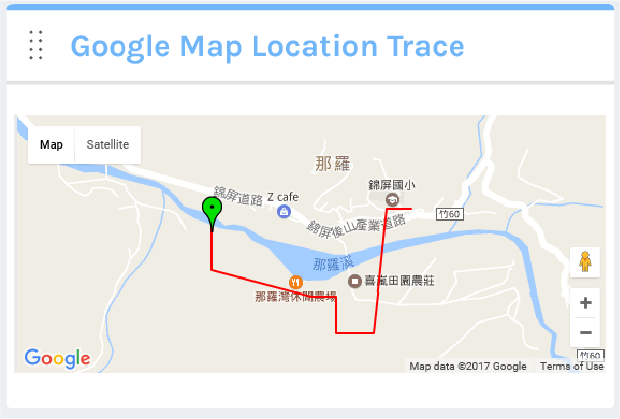 Google Map Location Trace
Map
Satellite
那羅
錦屏國小
錦屏道路
Z cafe
竹60
錦屏後山產業道路
那羅溪
喜嵐田園農莊
那羅灣休閒農場
+
−
竹60
Google
Map data ©2017 Google
Terms of Use